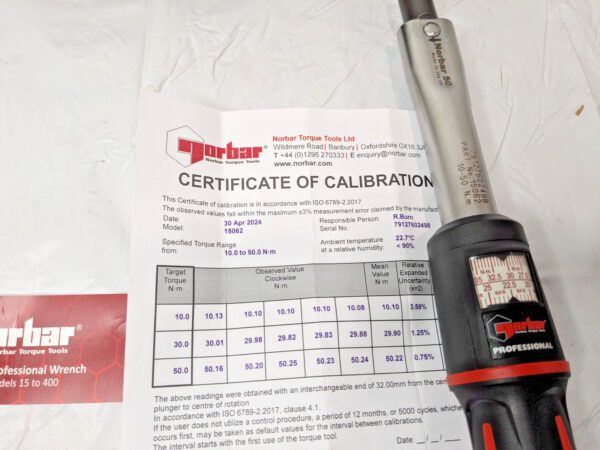 norbar®
Norbar Torque Tools
Norbar Torque Tools Ltd
Wildmere Road | Banbury | Oxfordshire OX16
T +44 (0)1295 270333 | E enquiry@norbar.com
www.norbar.com
CERTIFICATE OF CALIBRATION
This Certificate of calibration is in accordance with ISO 6789-2:2017.
The observed values fall within the maximum ±3% measurement error claimed by the
Date: 30 Apr 2024 Responsible Person: R.Burn
Model: 15062 Serial No. 79127602498
Specified Torque Range Ambient temperature 22.7°C
from: 10.0 to 50.0 N·m at a relative humidity: < 90%
Target Torque N·m Observed Value Clockwise N·m Mean Value N·m Relative Expanded Uncertainty (k=2)
10.0 10.13 10.10 10.10 10.10 10.08 10.10 3.58%
30.0 30.01 29.98 29.82 29.83 29.88 29.90 1.25%
50.0 50.16 50.20 50.25 50.23 50.24 50.22 0.75%
The above readings were obtained with an interchangeable end of 32.00mm from the
plunger to centre of rotation
In accordance with ISO 6789-2:2017, clause 4.1.
If the user does not utilize a control procedure, a period of 12 months, or 5000 cycles,
occurs first, may be taken as default values for the interval between calibrations.
The interval starts with the first use of the torque tool.
Date: __/__/__
norbar®
Norbar Torque Tools
Professional Wrench
Models 15 to 400
Norbar 50
79127602498
PART No. 15062
10-50 N.m
norbar
PROFESSIONAL